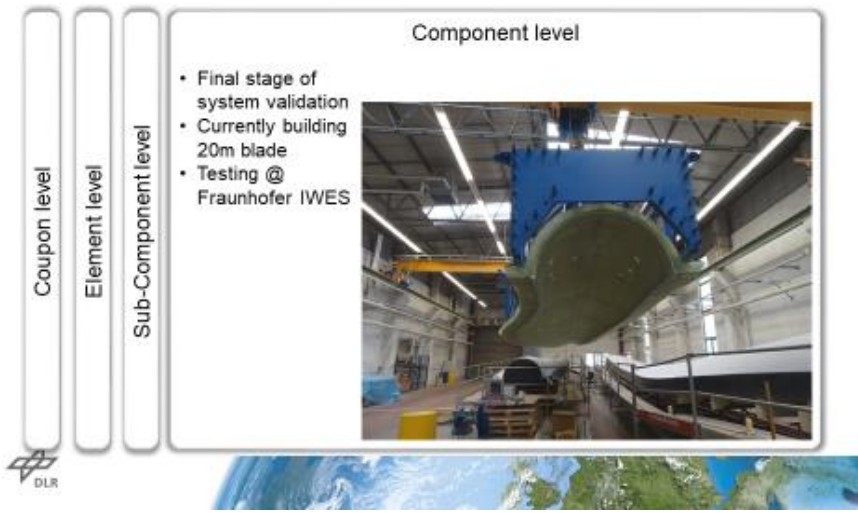 Coupon level
Element level
Sub-Component level
Component level
• Final stage of
system validation
• Currently building
20m blade
• Testing @
Fraunhofer IWES
DLR